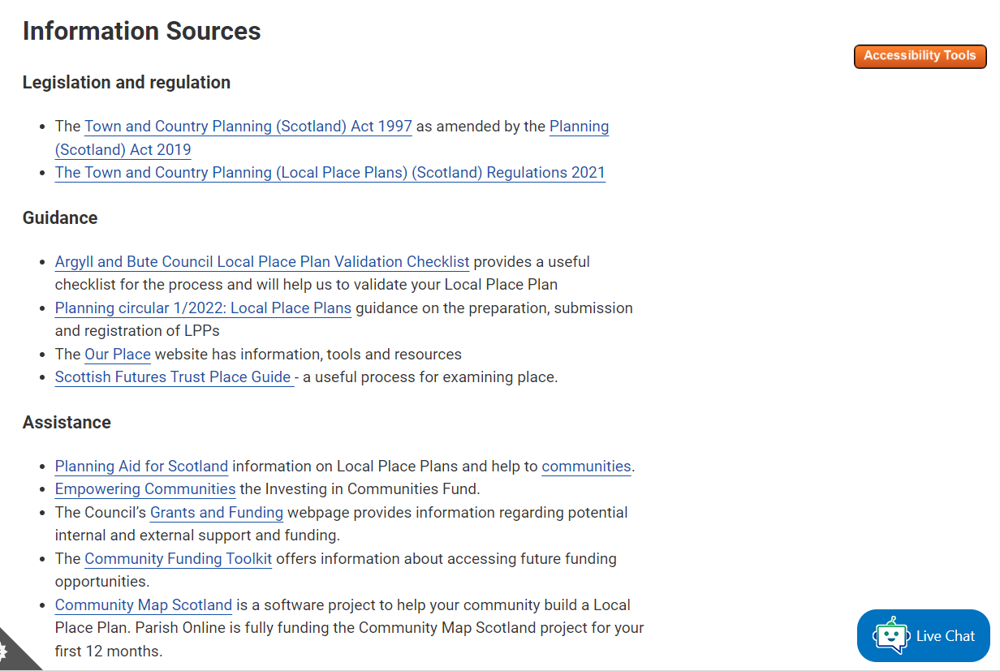 Information Sources
Accessibility Tools
Legislation and regulation
The Town and Country Planning (Scotland) Act 1997 as amended by the Planning
(Scotland) Act 2019
The Town and Country Planning (Local Place Plans) (Scotland) Regulations 2021
Guidance
Argyll and Bute Council Local Place Plan Validation Checklist provides a useful
checklist for the process and will help us to validate your Local Place Plan
Planning circular 1/2022: Local Place Plans guidance on the preparation, submission
and registration of LPPs
The Our Place website has information, tools and resources
Scottish Futures Trust Place Guide - a useful process for examining place.
Assistance
Planning Aid for Scotland information on Local Place Plans and help to communities.
Empowering Communities the Investing in Communities Fund.
The Council’s Grants and Funding webpage provides information regarding potential
internal and external support and funding.
The Community Funding Toolkit offers information about accessing future funding
opportunities.
Community Map Scotland is a software project to help your community build a Local
Place Plan. Parish Online is fully funding the Community Map Scotland project for your
first 12 months.
Live Chat